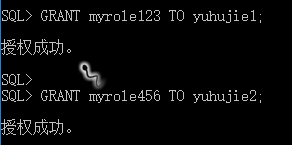 SQL> GRANT myrole123 TO yuhujie1;
授权成功。
SQL>
SQL> GRANT myrole456 TO yuhujie2;
授权成功。